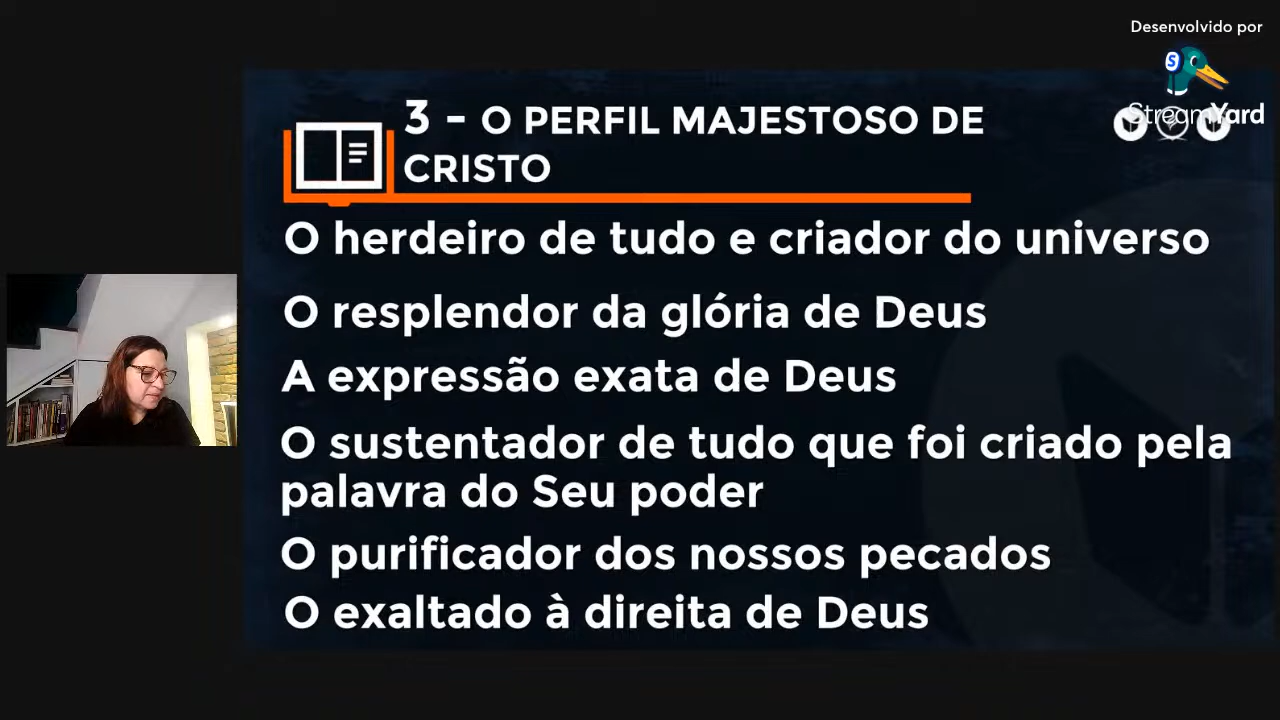 Desenvolvido por
StreamYard
3 - O PERFIL MAJESTOSO DE
CRISTO
O herdeiro de tudo e criador do universo
O resplendor da glória de Deus
A expressão exata de Deus
O sustentador de tudo que foi criado pela
palavra do Seu poder
O purificador dos nossos pecados
O exaltado à direita de Deus